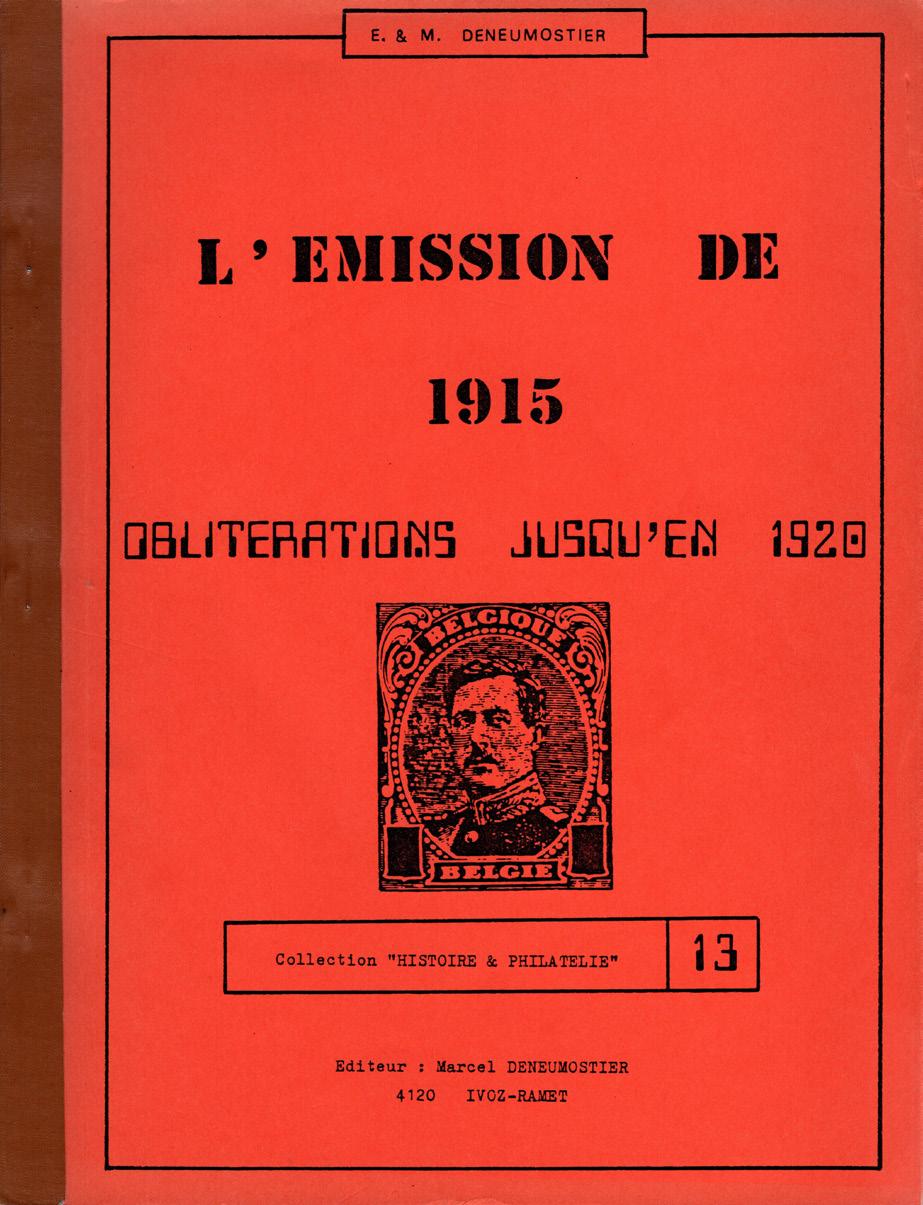 E. & M. DENEUMOSTIER
L'EMISSION DE
1915
OBLITERATIONS JUSQU'EN 1920
BELGIQUE
BELGIE
Collection "HISTOIRE & PHILATELIE" 13
Editeur : Marcel DENEUMOSTIER
4120 IVOZ-RAMET